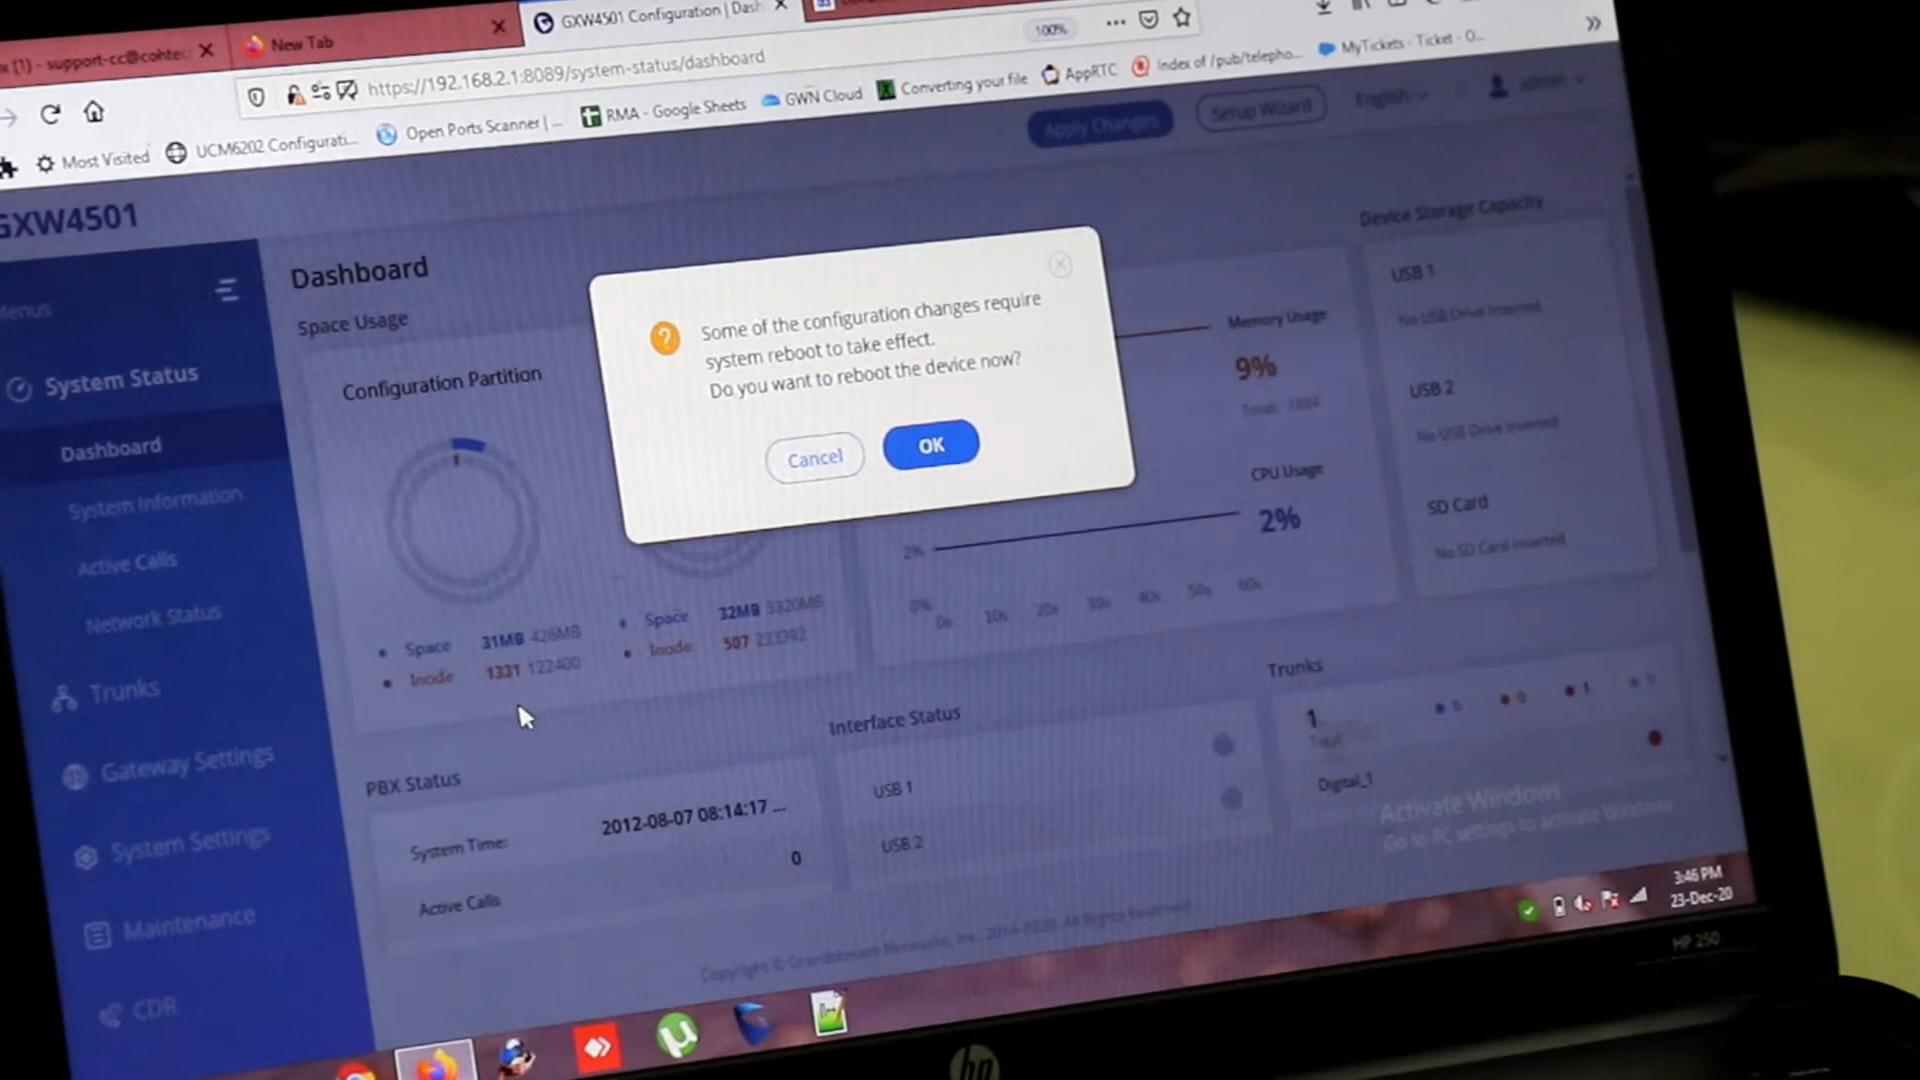 (1) - support-cc@cohtec
New Tab
GXW4501 Configuration | Dash
https://192.168.2.1:8089/system-status/dashboard
100%
Most Visited
UCM6202 Configurati...
Open Ports Scanner | ...
RMA - Google Sheets
GWN Cloud
Converting your file
AppRTC
Index of /pub/telepho...
MyTickets - Ticket - O...
GXW4501
Apply Changes
Setup Wizard
English
admin
Menus
System Status
Dashboard
System Information
Active Calls
Network Status
Trunks
Gateway Settings
System Settings
Maintenance
CDR
Dashboard
Space Usage
Configuration Partition
Space 31MB 426MB
Inode 1331 122400
Space 32MB 3320MB
Inode 507 233392
Some of the configuration changes require
system reboot to take effect.
Do you want to reboot the device now?
Cancel
OK
Memory Usage
9%
CPU Usage
2%
2%
0%
0s 10s 20s 30s 40s 50s 60s
Device Storage Capacity
USB 1
No USB Drive Inserted
USB 2
No USB Drive Inserted
SD Card
No SD Card Inserted
PBX Status
System Time:
2012-08-07 08:14:17 ...
Active Calls
0
Interface Status
USB 1
USB 2
Trunks
1
Total
0 0 1 0
Digital_1
Activate Windows
Go to PC settings to activate Windows
Copyright © Grandstream Networks, Inc. 2014-2020. All Rights Reserved.
3:46 PM
23-Dec-20
HP 250
hp